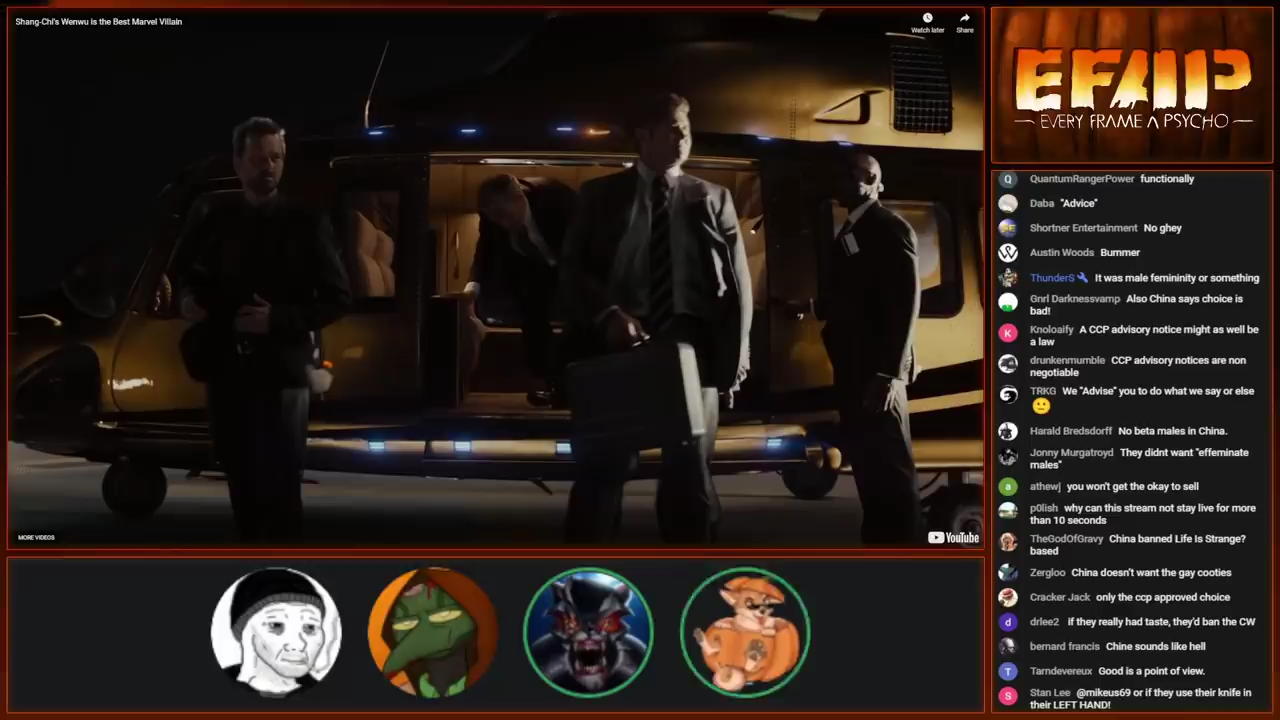 Shang-Chi's Wenwu is the Best Marvel Villain
Watch later
Share
MORE VIDEOS
YouTube
EFAP
EVERY FRAME A PSYCHO
QuantumRangerPower functionally
Daba "Advice"
Shortner Entertainment No ghey
Austin Woods Bummer
ThunderS It was male femininity or something
Gnrl Darknessvamp Also China says choice is
bad!
Knoloaify A CCP advisory notice might as well be
a law
drunkenmumble CCP advisory notices are non
negotiable
TRKG We "Advise" you to do what we say or else
Harald Bredsdorff No beta males in China.
Jonny Murgatroyd They didnt want "effeminate
males"
athewj you won't get the okay to sell
p0lish why can this stream not stay live for more
than 10 seconds
TheGodOfGravy China banned Life Is Strange?
based
Zergloo China doesn't want the gay cooties
Cracker Jack only the ccp approved choice
drlee2 if they really had taste, they'd ban the CW
bernard francis Chine sounds like hell
Tarndevereux Good is a point of view.
Stan Lee @mikeus69 or if they use their knife in
their LEFT HAND!